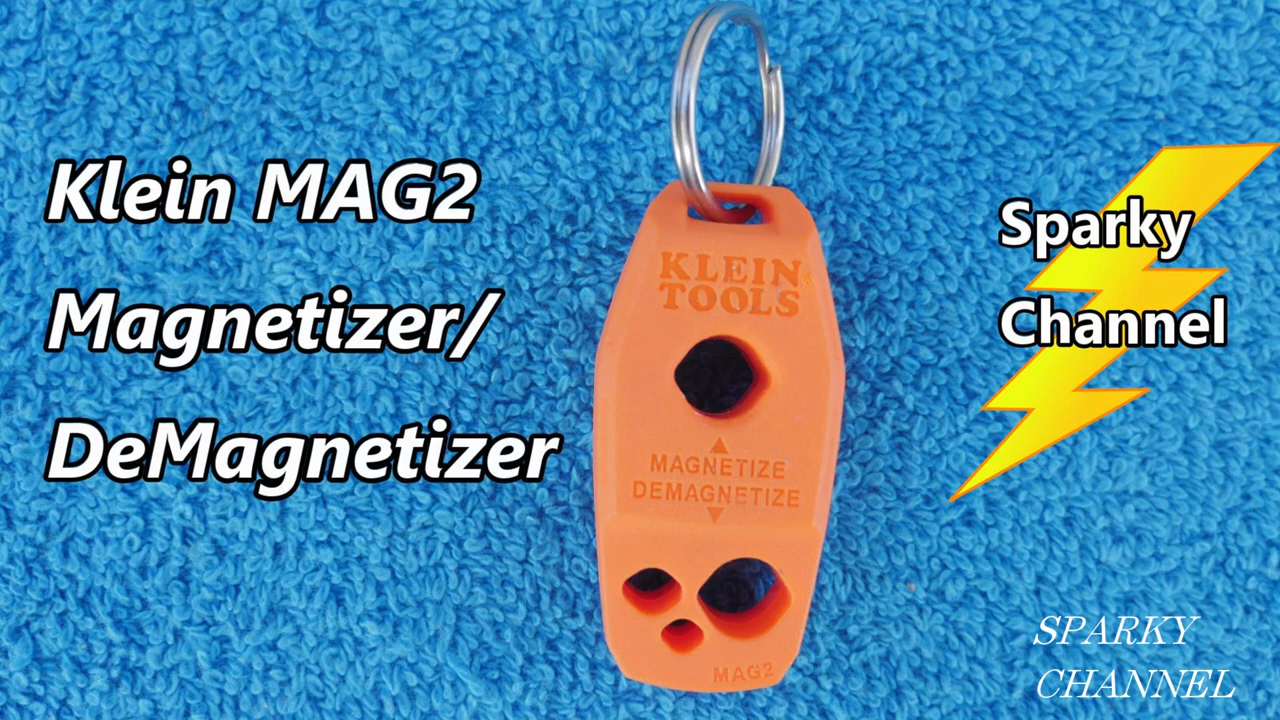 Klein MAG2
Magnetizer/
DeMagnetizer
KLEIN
TOOLS®
MAGNETIZE
DEMAGNETIZE
MAG2
Sparky
Channel
SPARKY
CHANNEL